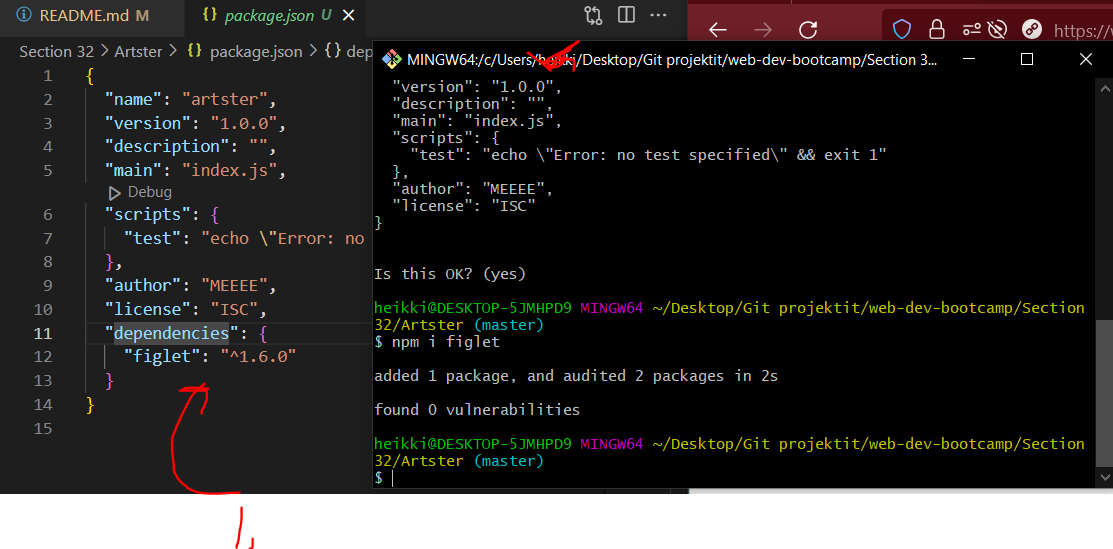 README.md M
package.json U
Section 32 > Artster > {} package.json > {} dep
1 {
2 "name": "artster",
3 "version": "1.0.0",
4 "description": "",
5 "main": "index.js",
Debug
6 "scripts": {
7 "test": "echo \"Error: no
8 },
9 "author": "MEEEE",
10 "license": "ISC",
11 "dependencies": {
12 "figlet": "^1.6.0"
13 }
14 }
15
https://w
MINGW64:/c/Users/heikki/Desktop/Git projektit/web-dev-bootcamp/Section 3...
"version": "1.0.0",
"description": "",
"main": "index.js",
"scripts": {
"test": "echo \"Error: no test specified\" && exit 1"
},
"author": "MEEEE",
"license": "ISC"
}
Is this OK? (yes)
heikki@DESKTOP-5JMHPD9 MINGW64 ~/Desktop/Git projektit/web-dev-bootcamp/Section
32/Artster (master)
$ npm i figlet
added 1 package, and audited 2 packages in 2s
found 0 vulnerabilities
heikki@DESKTOP-5JMHPD9 MINGW64 ~/Desktop/Git projektit/web-dev-bootcamp/Section
32/Artster (master)
$
1.